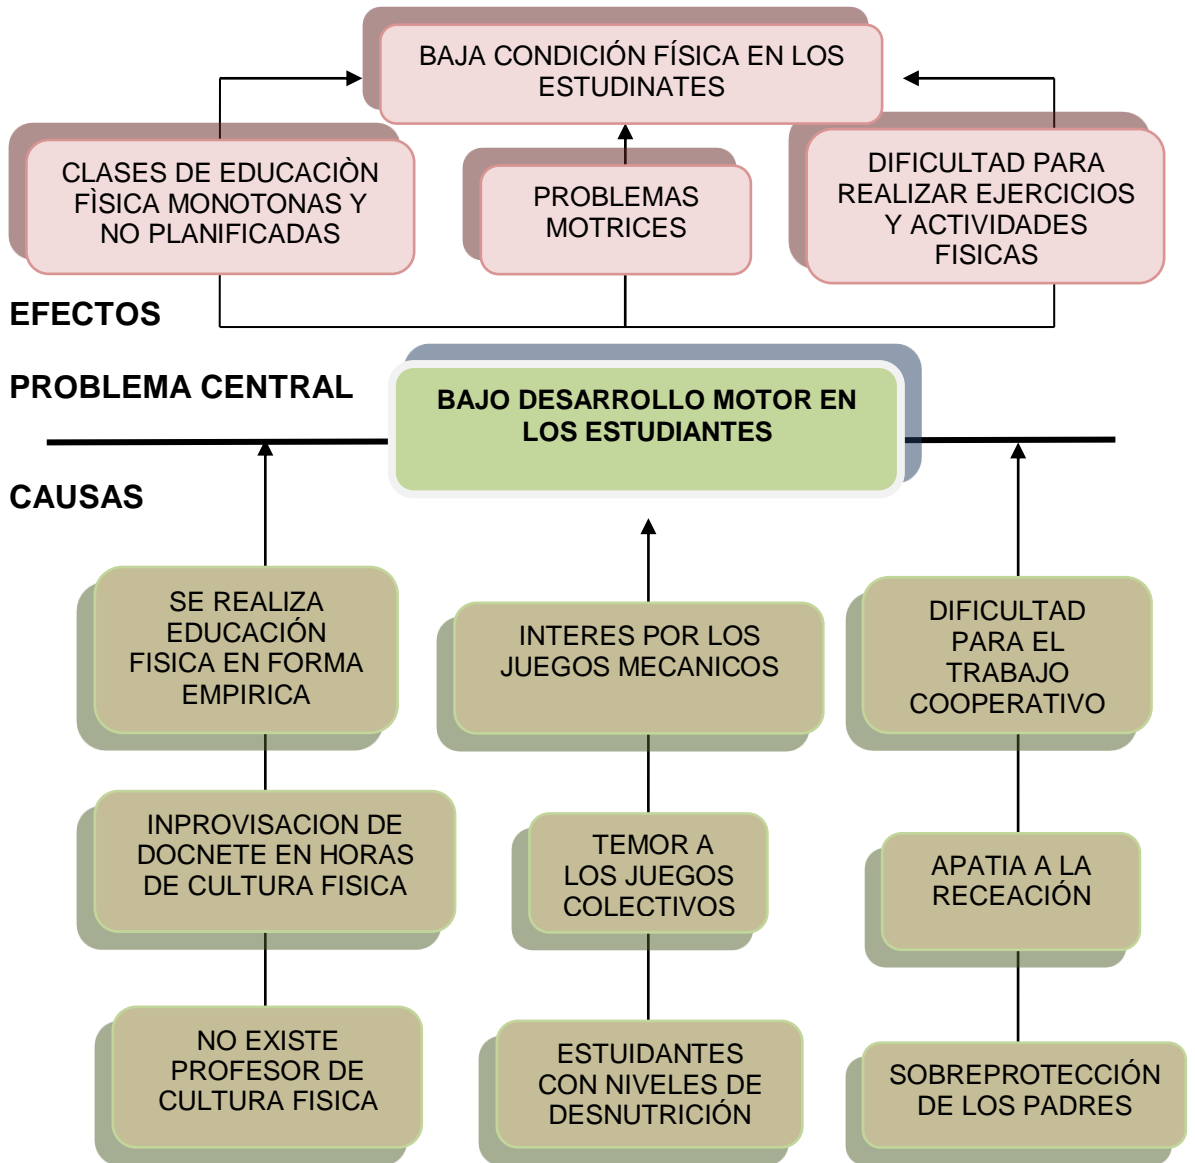 BAJA CONDICIÓN FÍSICA EN LOS
ESTUDINATES
CLASES DE EDUCACIÒN
FÌSICA MONOTONAS Y
NO PLANIFICADAS
PROBLEMAS
MOTRICES
DIFICULTAD PARA
REALIZAR EJERCICIOS
Y ACTIVIDADES
FISICAS
EFECTOS
PROBLEMA CENTRAL
BAJO DESARROLLO MOTOR EN
LOS ESTUDIANTES
CAUSAS
SE REALIZA
EDUCACIÓN
FISICA EN FORMA
EMPIRICA
INTERES POR LOS
JUEGOS MECANICOS
DIFICULTAD
PARA EL
TRABAJO
COOPERATIVO
INPROVISACION DE
DOCNETE EN HORAS
DE CULTURA FISICA
TEMOR A
LOS JUEGOS
COLECTIVOS
APATIA A LA
RECEACIÓN
NO EXISTE
PROFESOR DE
CULTURA FISICA
ESTUIDANTES
CON NIVELES DE
DESNUTRICIÓN
SOBREPROTECCIÓN
DE LOS PADRES